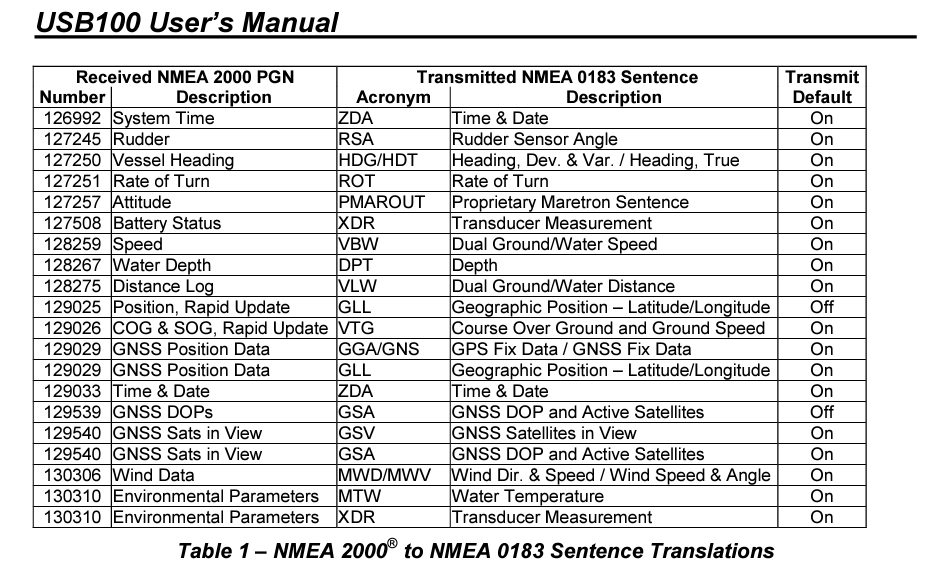 USB100 User's Manual
Received NMEA 2000 PGN Transmitted NMEA 0183 Sentence Transmit
Number Description Acronym Description Default
126992 System Time ZDA Time & Date On
127245 Rudder RSA Rudder Sensor Angle On
127250 Vessel Heading HDG/HDT Heading, Dev. & Var. / Heading, True On
127251 Rate of Turn ROT Rate of Turn On
127257 Attitude PMAROUT Proprietary Maretron Sentence On
127508 Battery Status XDR Transducer Measurement On
128259 Speed VBW Dual Ground/Water Speed On
128267 Water Depth DPT Depth On
128275 Distance Log VLW Dual Ground/Water Distance On
129025 Position, Rapid Update GLL Geographic Position – Latitude/Longitude Off
129026 COG & SOG, Rapid Update VTG Course Over Ground and Ground Speed On
129029 GNSS Position Data GGA/GNS GPS Fix Data / GNSS Fix Data On
129029 GNSS Position Data GLL Geographic Position – Latitude/Longitude On
129033 Time & Date ZDA Time & Date On
129539 GNSS DOPs GSA GNSS DOP and Active Satellites Off
129540 GNSS Sats in View GSV GNSS Satellites in View On
129540 GNSS Sats in View GSA GNSS DOP and Active Satellites On
130306 Wind Data MWD/MWV Wind Dir. & Speed / Wind Speed & Angle On
130310 Environmental Parameters MTW Water Temperature On
130310 Environmental Parameters XDR Transducer Measurement On
Table 1 – NMEA 2000® to NMEA 0183 Sentence Translations